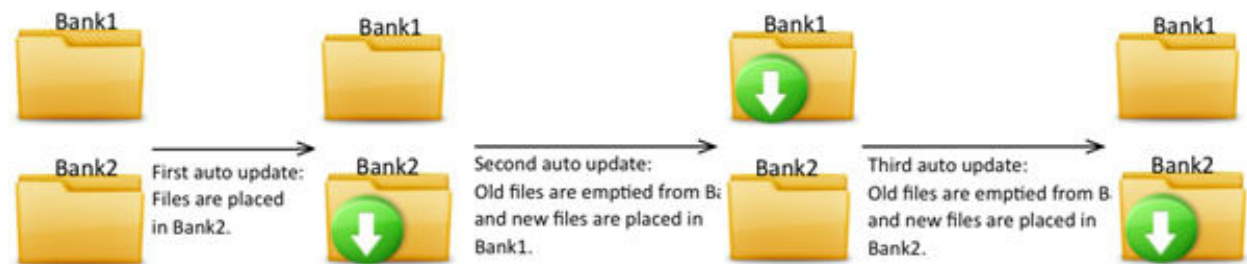 Bank1
Bank1
Bank1
Bank1
Bank2
First auto update:
Files are placed
in Bank2.
Bank2
Second auto update:
Old files are emptied from Ba
and new files are placed in
Bank1.
Bank2
Third auto update:
Old files are emptied from B
and new files are placed in
Bank2.
Bank2